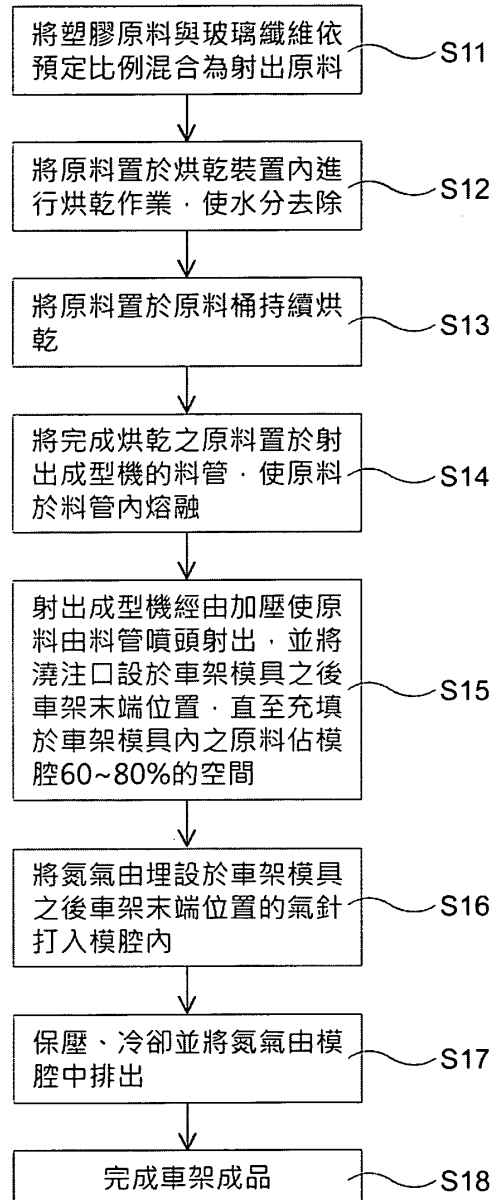 將塑膠原料與玻璃纖維依
預定比例混合為射出原料
S11
將原料置於烘乾裝置內進
行烘乾作業，使水分去除
S12
將原料置於原料桶持續烘
乾
S13
將完成烘乾之原料置於射
出成型機的料管，使原料
於料管內熔融
S14
射出成型機經由加壓使原
料由料管噴頭射出，並將
澆注口設於車架模具之後
車架末端位置，直至充填
於車架模具內之原料佔模
腔60~80%的空間
S15
將氮氣由埋設於車架模具
之後車架末端位置的氣針
打入模腔內
S16
保壓、冷卻並將氮氣由模
腔中排出
S17
完成車架成品
S18